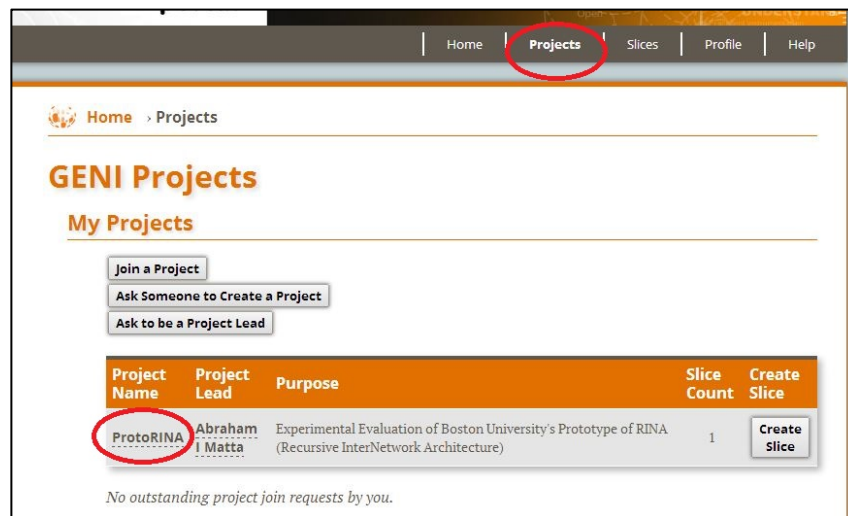 Home Projects Slices Profile Help
Home › Projects
GENI Projects
My Projects
Join a Project
Ask Someone to Create a Project
Ask to be a Project Lead
Project Name Project Lead Purpose Slice Count Create Slice
ProtoRINA Abraham I Matta Experimental Evaluation of Boston University's Prototype of RINA (Recursive InterNetwork Architecture) 1 Create Slice
No outstanding project join requests by you.